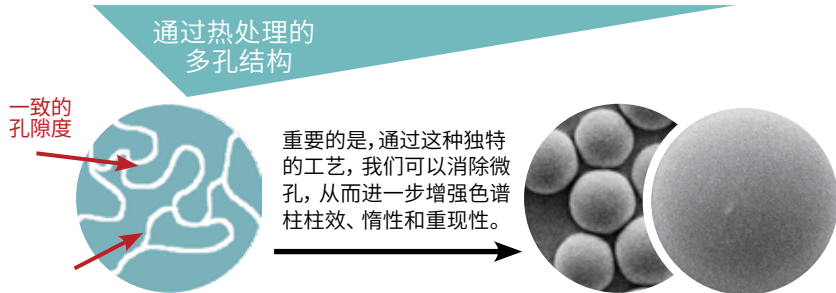 通过热处理的
多孔结构
一致的
孔隙度
重要的是，通过这种独特
的工艺，我们可以消除微
孔，从而进一步增强色谱
柱柱效、惰性和重现性。